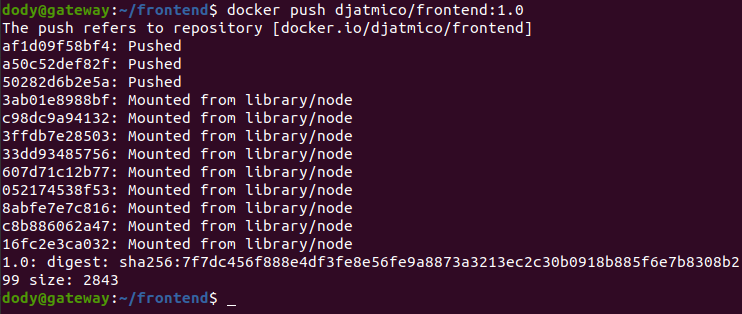 dody@gateway:~/frontend$ docker push djatmico/frontend:1.0
The push refers to repository [docker.io/djatmico/frontend]
af1d09f58bf4: Pushed
a50c52def82f: Pushed
50282d6b2e5a: Pushed
3ab01e8988bf: Mounted from library/node
c98dc9a94132: Mounted from library/node
3ffdb7e28503: Mounted from library/node
33dd93485756: Mounted from library/node
607d71c12b77: Mounted from library/node
052174538f53: Mounted from library/node
8abfe7e7c816: Mounted from library/node
c8b886062a47: Mounted from library/node
16fc2e3ca032: Mounted from library/node
1.0: digest: sha256:7f7dc456f888e4df3fe8e56fe9a8873a3213ec2c30b0918b885f6e7b8308b2
99 size: 2843
dody@gateway:~/frontend$ _